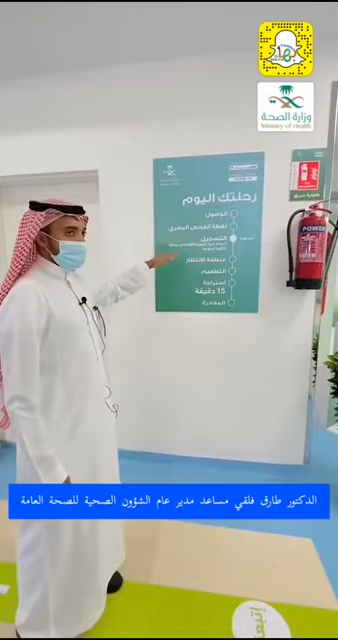 وزارة الصحة
Ministry of Health
رحلتك اليوم
الوصول
نقطة الفحص البصري
التسجيل
منطقة الانتظار
التطعيم
استراحة
15 دقيقة
المغادرة
POWDER
الدكتور طارق فلقي مساعد مدير عام الشؤون الصحية للصحة العامة